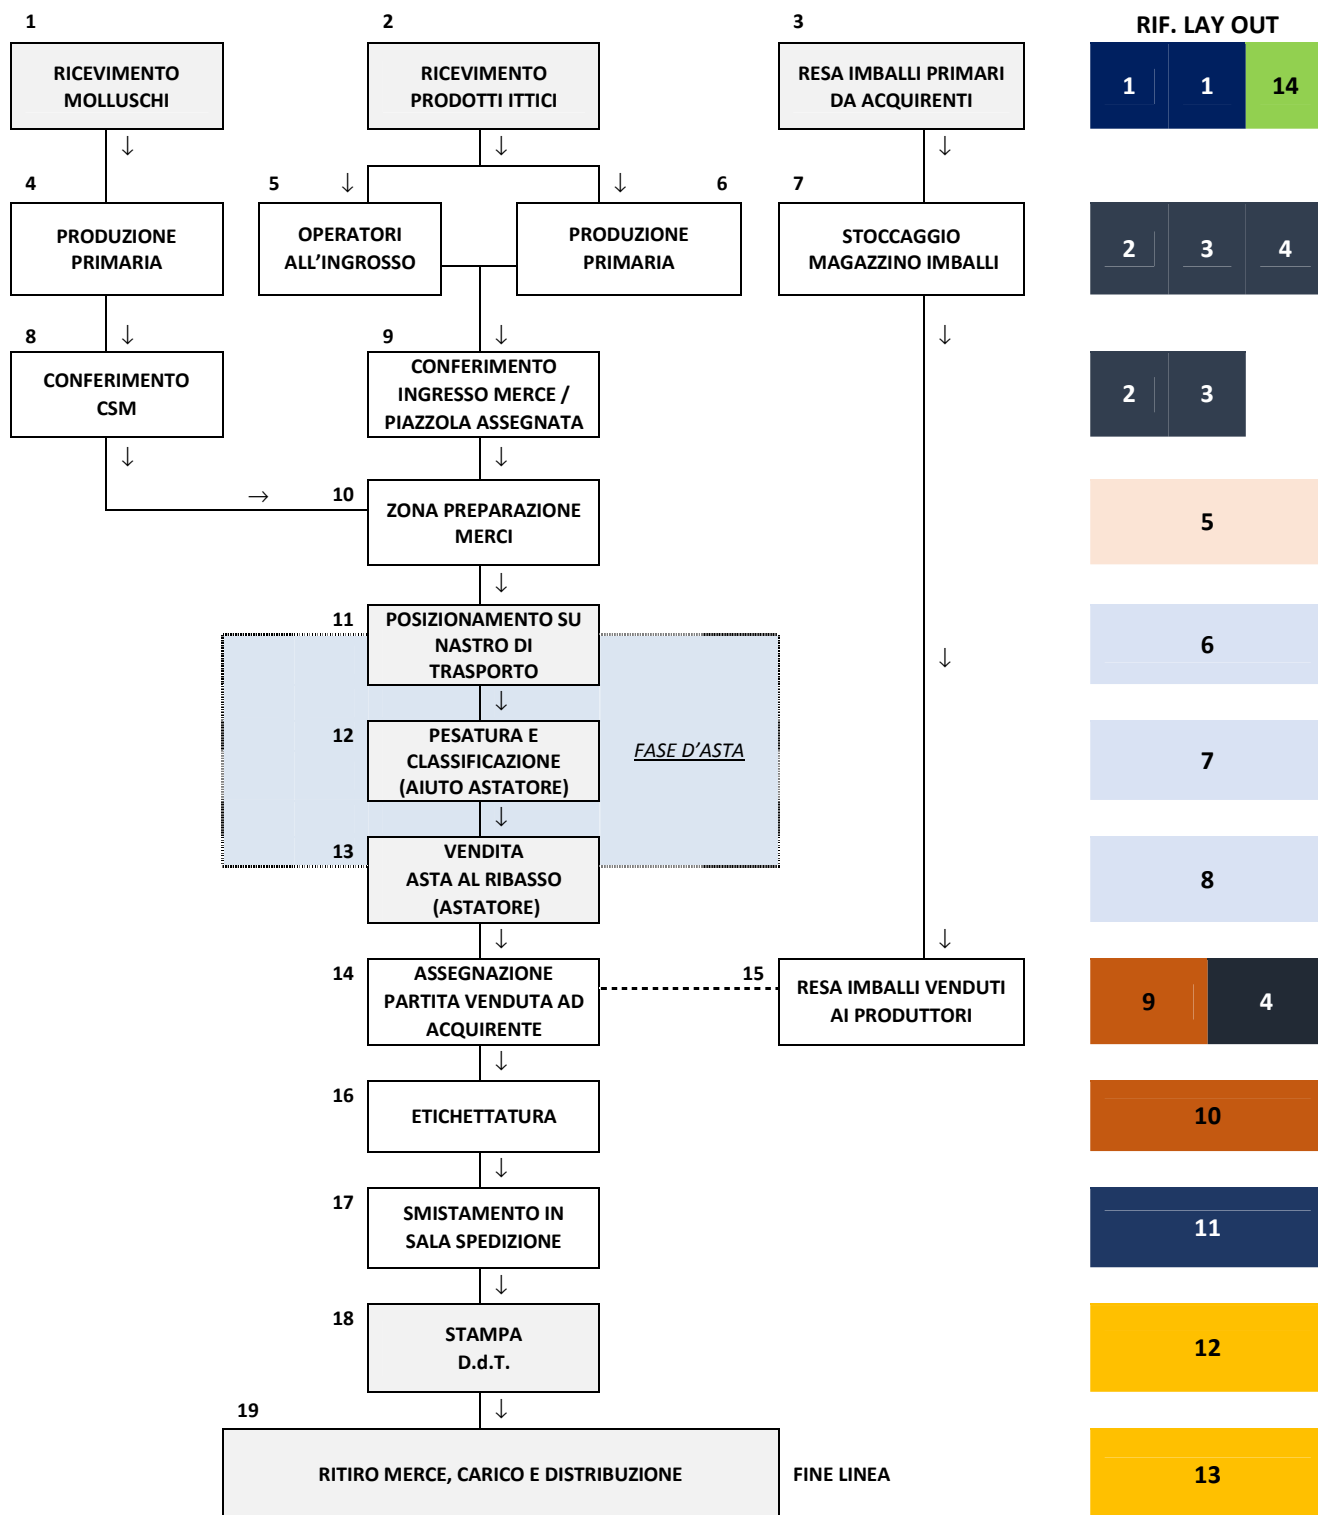 1
2
3
RIF. LAY OUT
RICEVIMENTO
MOLLUSCHI
RICEVIMENTO
PRODOTTI ITTICI
RESA IMBALLI PRIMARI
DA ACQUIRENTI
1
1
14
↓
↓
↓
4
5
↓
↓
6
7
PRODUZIONE
PRIMARIA
OPERATORI
ALL'INGROSSO
PRODUZIONE
PRIMARIA
STOCCAGGIO
MAGAZZINO IMBALLI
2
3
4
8
↓
9
↓
↓
CONFERIMENTO
CSM
CONFERIMENTO
INGRESSO MERCE /
PIAZZOLA ASSEGNATA
2
3
↓
↓
→
10
ZONA PREPARAZIONE
MERCI
5
↓
11
POSIZIONAMENTO SU
NASTRO DI
TRASPORTO
↓
6
↓
12
PESATURA E
CLASSIFICAZIONE
(AIUTO ASTATORE)
FASE D'ASTA
7
↓
13
VENDITA
ASTA AL RIBASSO
(ASTATORE)
8
↓
↓
14
ASSEGNAZIONE
PARTITA VENDUTA AD
ACQUIRENTE
15
RESA IMBALLI VENDUTI
AI PRODUTTORI
9
4
↓
16
ETICHETTATURA
10
↓
17
SMISTAMENTO IN
SALA SPEDIZIONE
11
↓
18
STAMPA
D.d.T.
12
19
↓
RITIRO MERCE, CARICO E DISTRIBUZIONE
FINE LINEA
13